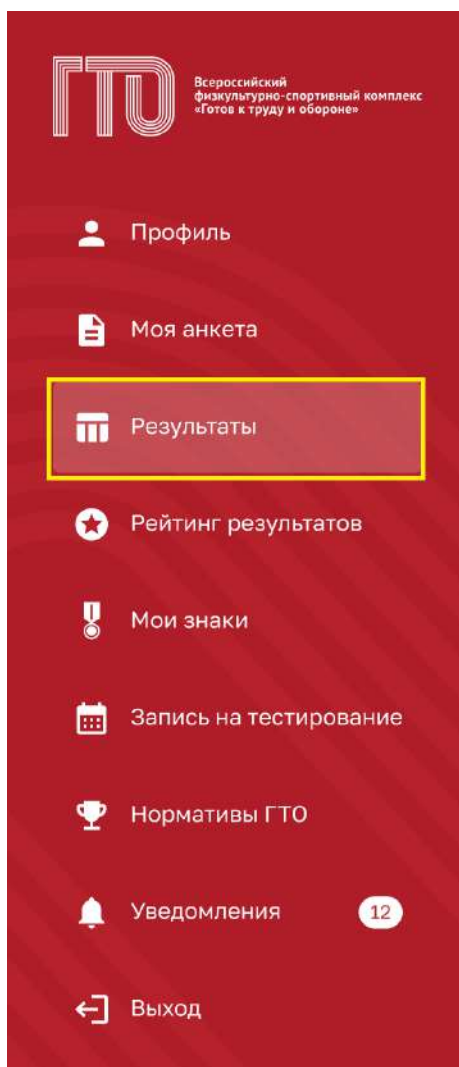 ГТО
Всероссийский
физкультурно-спортивный комплекс
«Готов к труду и обороне»
Профиль
Моя анкета
Результаты
Рейтинг результатов
Мои знаки
Запись на тестирование
Нормативы ГТО
Уведомления 12
Выход